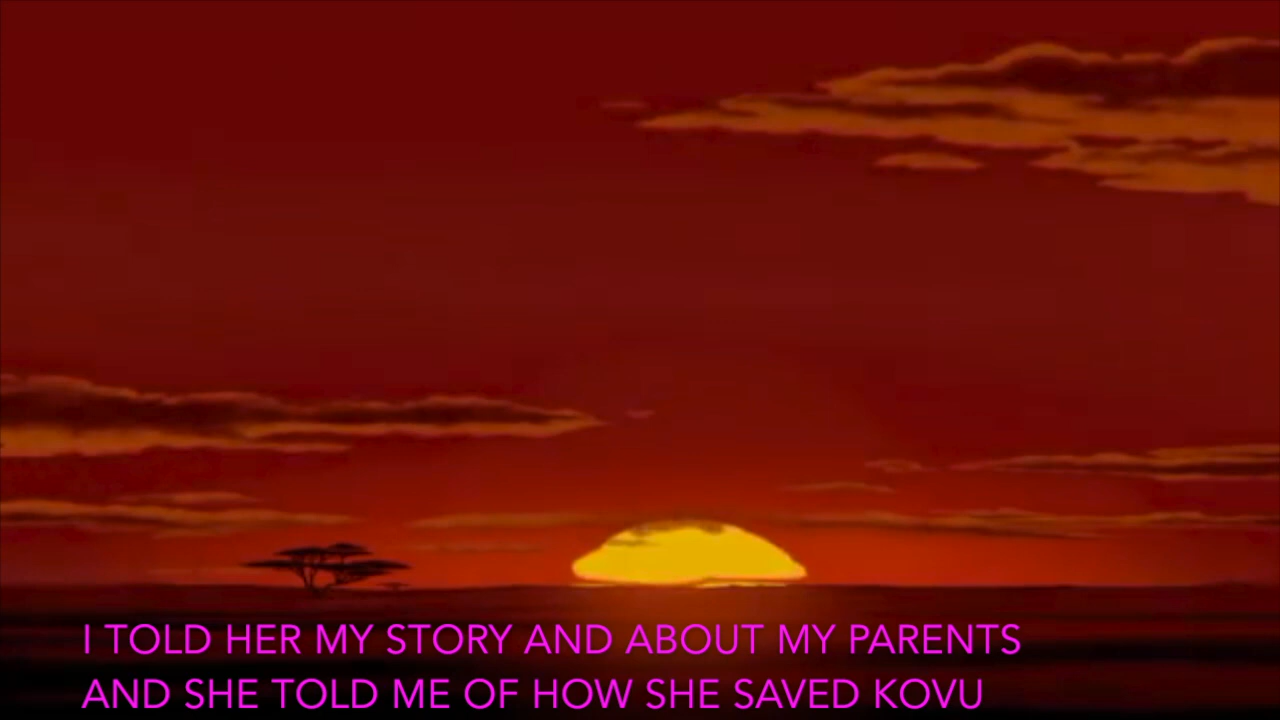 I TOLD HER MY STORY AND ABOUT MY PARENTS
AND SHE TOLD ME OF HOW SHE SAVED KOVU